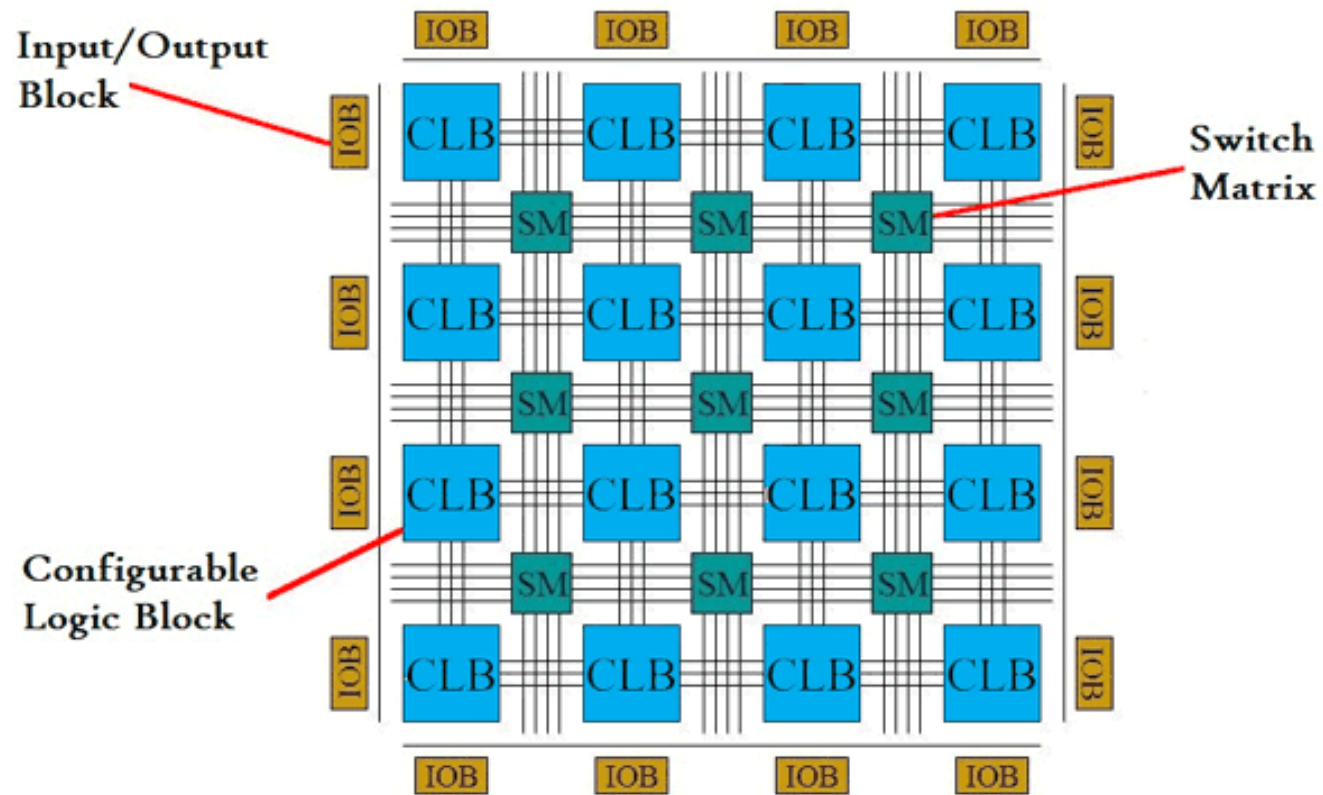 IOB IOB IOB IOB
Input/Output
Block
IOB CLB CLB CLB CLB IOB
Switch
Matrix
SM SM SM
IOB CLB CLB CLB CLB IOB
SM SM SM
IOB CLB CLB CLB CLB IOB
Configurable
Logic Block
SM SM SM
IOB CLB CLB CLB CLB IOB
IOB IOB IOB IOB